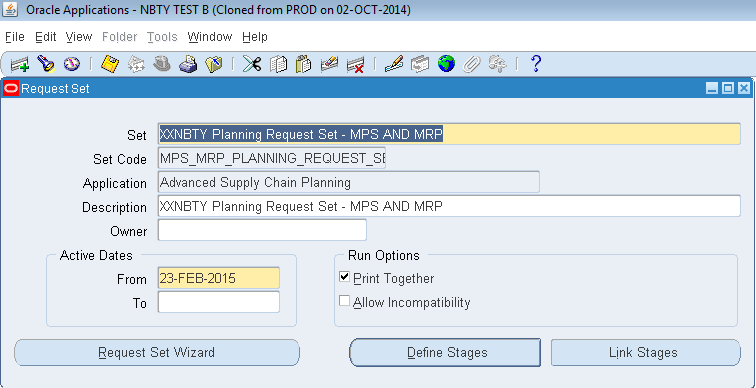 Oracle Applications - NBTY TEST B (Cloned from PROD on 02-OCT-2014)
File Edit View Folder Tools Window Help
?
Request Set
Set XXNBTY Planning Request Set - MPS AND MRP
Set Code MPS_MRP_PLANNING_REQUEST_SE
Application Advanced Supply Chain Planning
Description XXNBTY Planning Request Set - MPS AND MRP
Owner
Active Dates Run Options
From 23-FEB-2015 Print Together
To Allow Incompatibility
Request Set Wizard Define Stages Link Stages